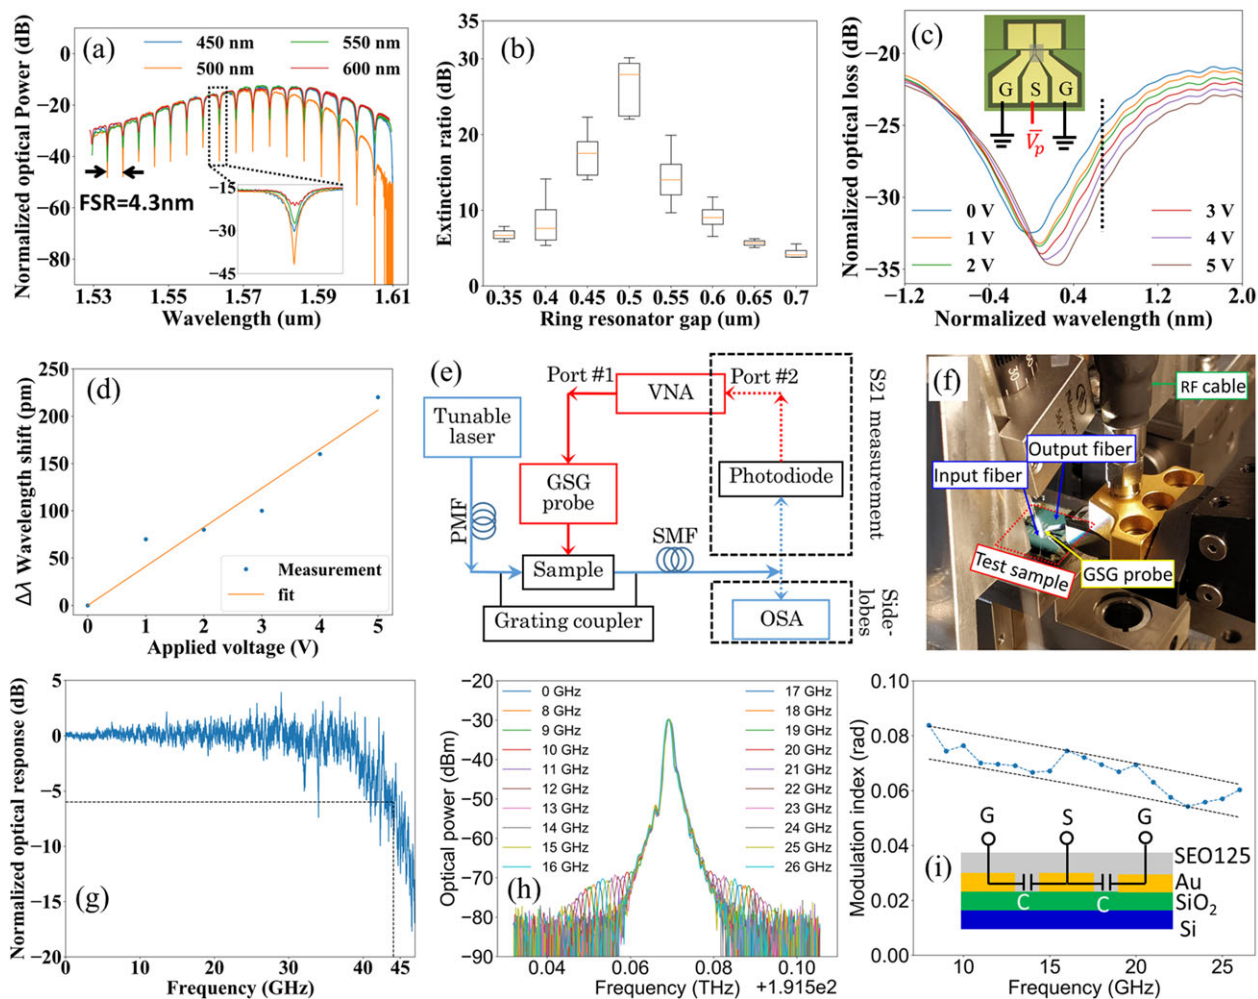 (a)
450 nm
550 nm
500 nm
600 nm
Normalized optical Power (dB)
0
−20
−40
−60
−80
FSR=4.3nm
−15
−30
−45
1.53
1.55
1.57
1.59
1.61
Wavelength (um)
(b)
Extinction ratio (dB)
35
30
20
10
0
0.35
0.4
0.45
0.5
0.55
0.6
0.65
0.7
Ring resonator gap (um)
(c)
Nomalized optical loss (dB)
−20
−25
−30
−35
G
S
G
V̅p
0 V
3 V
1 V
4 V
2 V
5 V
−1.2
−0.4
0.4
1.2
2.0
Normalized wavelength (nm)
(d)
Δλ Wavelength shift (pm)
250
200
150
100
50
0
Measurement
fit
0
1
2
3
4
5
Applied voltage (V)
(e)
Port #1
VNA
Port #2
Tunable
laser
GSG
probe
Photodiode
PMF
SMF
Sample
Grating coupler
OSA
S21 measurement
Side-
lobes
(f)
RF cable
Output fiber
Input fiber
Test sample
GSG probe
Normalized optical response (dB)
5
0
−5
−10
−15
−20
(g)
0
10
20
30
40
45
Frequency (GHz)
Optical power (dBm)
−20
−30
−40
−50
−60
−70
−80
−90
0 GHz
17 GHz
8 GHz
18 GHz
9 GHz
19 GHz
10 GHz
20 GHz
11 GHz
21 GHz
12 GHz
22 GHz
13 GHz
23 GHz
14 GHz
24 GHz
15 GHz
25 GHz
16 GHz
26 GHz
(h)
0.04
0.06
0.08
0.10
Frequency (THz)
+1.915e2
Modulation index (rad)
0.10
0.08
0.06
0.04
0.02
0.00
G
S
G
SEO125
(i)
Au
C
C
SiO2
Si
10
15
20
25
Frequency (GHz)